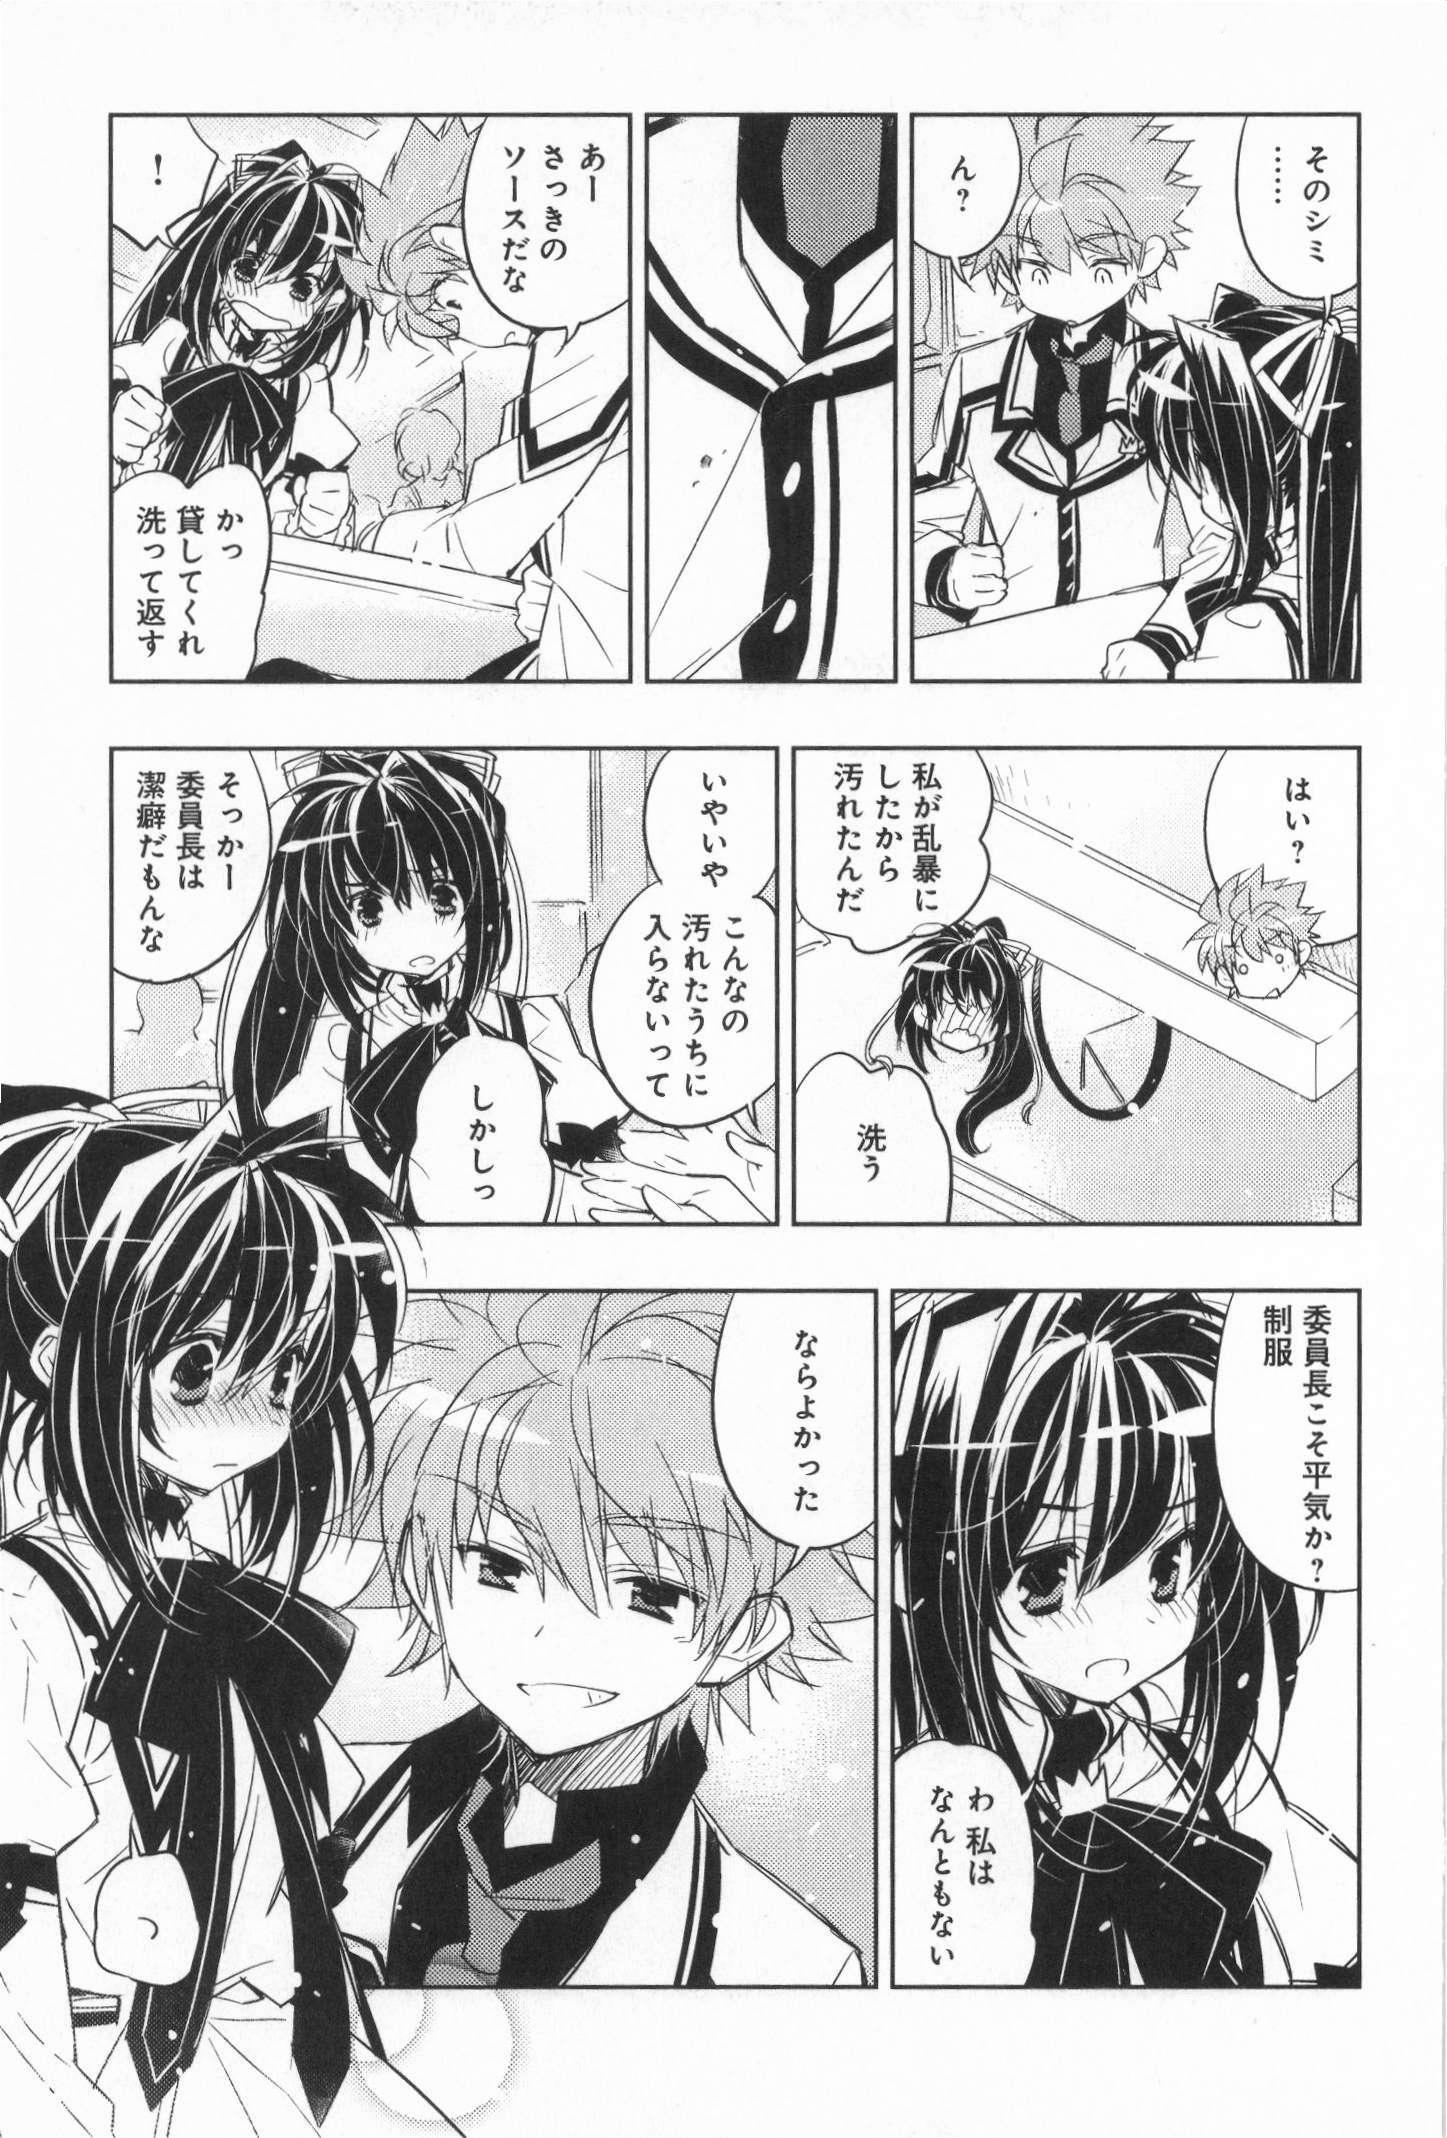 そのシミ
……
ん？
あー
さっきの
ソースだな
！
かっ
貸してくれ
洗って返す
はい？
私が乱暴に
したから
汚れたんだ
洗う
いやいや
こんなの
汚れたうちに
入らないって
しかしっ
そっかー
委員長は
潔癖だもんな
委員長こそ平気か？
制服
わ 私は
なんともない
ならよかった
っ